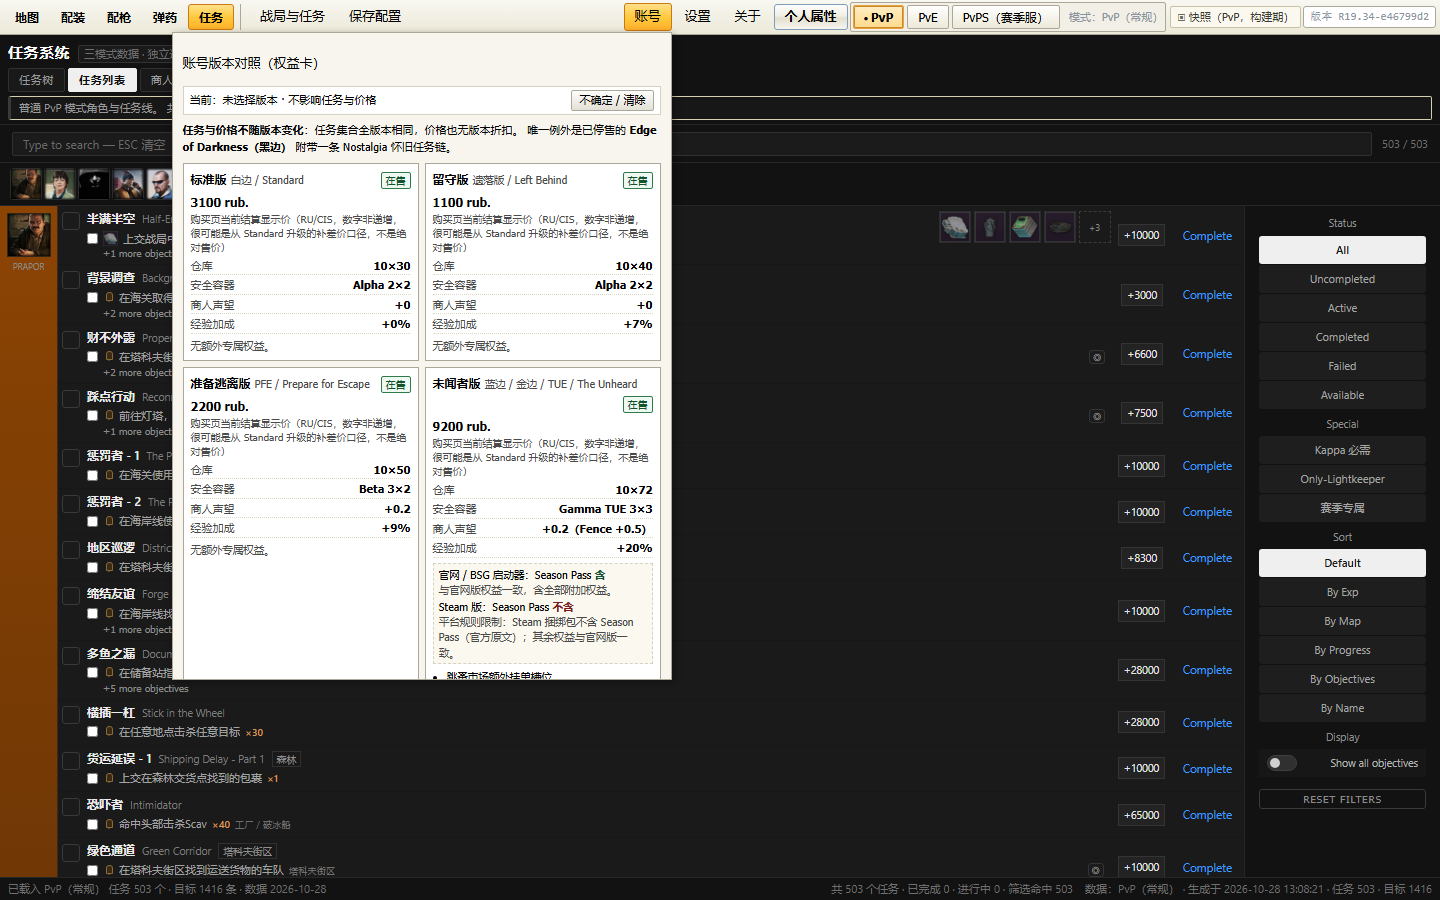 地图 配装 配枪 弹药 任务 战局与任务 保存配置 账号 设置 关于 个人属性 • PvP PvE PvPS（赛季服） 模式：PvP（常规） 快照（PvP，构建期） 版本 R19.34-e46799d2
任务系统 三模式数据 · 独立
任务树 任务列表 商人
普通 PvP 模式角色与任务线。
Type to search — ESC 清空 503 / 503
账号版本对照（权益卡）
当前：未选择版本 · 不影响任务与价格 不确定 / 清除
任务与价格不随版本变化：任务集合全版本相同，价格也无版本折扣。 唯一例外是已停售的 Edge
of Darkness（黑边） 附带一条 Nostalgia 怀旧任务链。
标准版 白边 / Standard 在售
3100 rub.
购买页当前结算显示价（RU/CIS，数字非递增，
很可能是从 Standard 升级的补差价口径，不是绝
对售价）
仓库 10×30
安全容器 Alpha 2×2
商人声望 +0
经验加成 +0%
无额外专属权益。
留守版 遗落版 / Left Behind 在售
1100 rub.
购买页当前结算显示价（RU/CIS，数字非递增，
很可能是从 Standard 升级的补差价口径，不是绝
对售价）
仓库 10×40
安全容器 Alpha 2×2
商人声望 +0
经验加成 +7%
无额外专属权益。
准备逃离版 PFE / Prepare for Escape 在售
2200 rub.
购买页当前结算显示价（RU/CIS，数字非递增，
很可能是从 Standard 升级的补差价口径，不是绝
对售价）
仓库 10×50
安全容器 Beta 3×2
商人声望 +0.2
经验加成 +9%
无额外专属权益。
未闻者版 蓝边 / 金边 / TUE / The Unheard
在售
9200 rub.
购买页当前结算显示价（RU/CIS，数字非递增，
很可能是从 Standard 升级的补差价口径，不是绝
对售价）
仓库 10×72
安全容器 Gamma TUE 3×3
商人声望 +0.2（Fence +0.5）
经验加成 +20%
官网 / BSG 启动器：Season Pass 含
与官网版权益一致，含全部附加权益。
Steam 版：Season Pass 不含
平台规则限制：Steam 捆绑包不含 Season
Pass（官方原文）；其余权益与官网版一
致。
• 跳蚤市场额外挂单槽位
PRAPOR
半满半空 Half-E
上交战局中
+1 more object
+3 +10000 Complete
背景调查 Backgr
在海关取得
+2 more object
+3000 Complete
财不外露 Proper
在塔科夫街
+2 more object
+6600 Complete
踩点行动 Recon
前往灯塔，
+1 more object
+7500 Complete
惩罚者 - 1 The P
在海关使用
+10000 Complete
惩罚者 - 2 The P
在海岸线使
+10000 Complete
地区巡逻 Distric
在塔科夫街
+8300 Complete
缔结友谊 Forge
在海岸线找
+1 more object
+10000 Complete
多鱼之漏 Docum
在储备站指
+5 more objectives
+28000 Complete
横插一杠 Stick in the Wheel
在任意地点击杀任意目标 ×30
+28000 Complete
货运延误 - 1 Shipping Delay - Part 1 森林
上交在森林交货点找到的包裹 ×1
+10000 Complete
恐吓者 Intimidator
命中头部击杀Scav ×40 工厂 / 破冰船
+65000 Complete
绿色通道 Green Corridor 塔科夫街区
在塔科夫街区找到运送货物的车队 塔科夫街区
+10000 Complete
Status
All
Uncompleted
Active
Completed
Failed
Available
Special
Kappa 必需
Only-Lightkeeper
赛季专属
Sort
Default
By Exp
By Map
By Progress
By Objectives
By Name
Display
Show all objectives
RESET FILTERS
已载入 PvP（常规） 任务 503 个 · 目标 1416 条 · 数据 2026-10-28 共 503 个任务 · 已完成 0 · 进行中 0 · 筛选命中 503 数据：PvP（常规） · 生成于 2026-10-28 13:08:21 · 任务 503 · 目标 1416